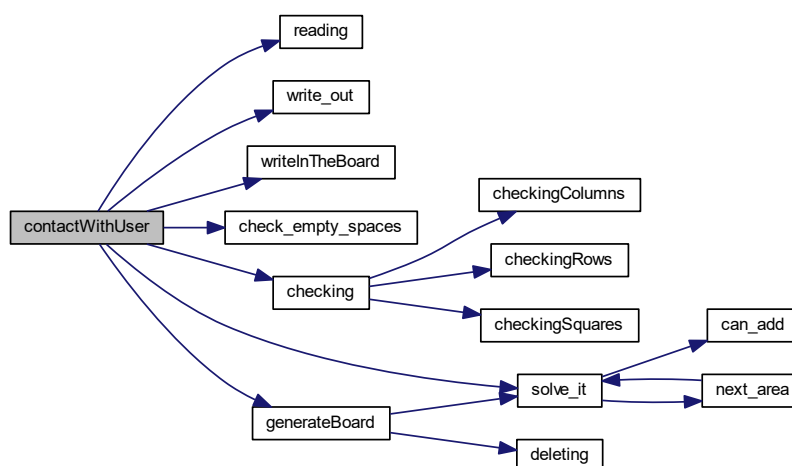 reading
write_out
writeInTheBoard
checkingColumns
contactWithUser
check_empty_spaces
checkingRows
checking
checkingSquares
can_add
solve_it
next_area
generateBoard
deleting